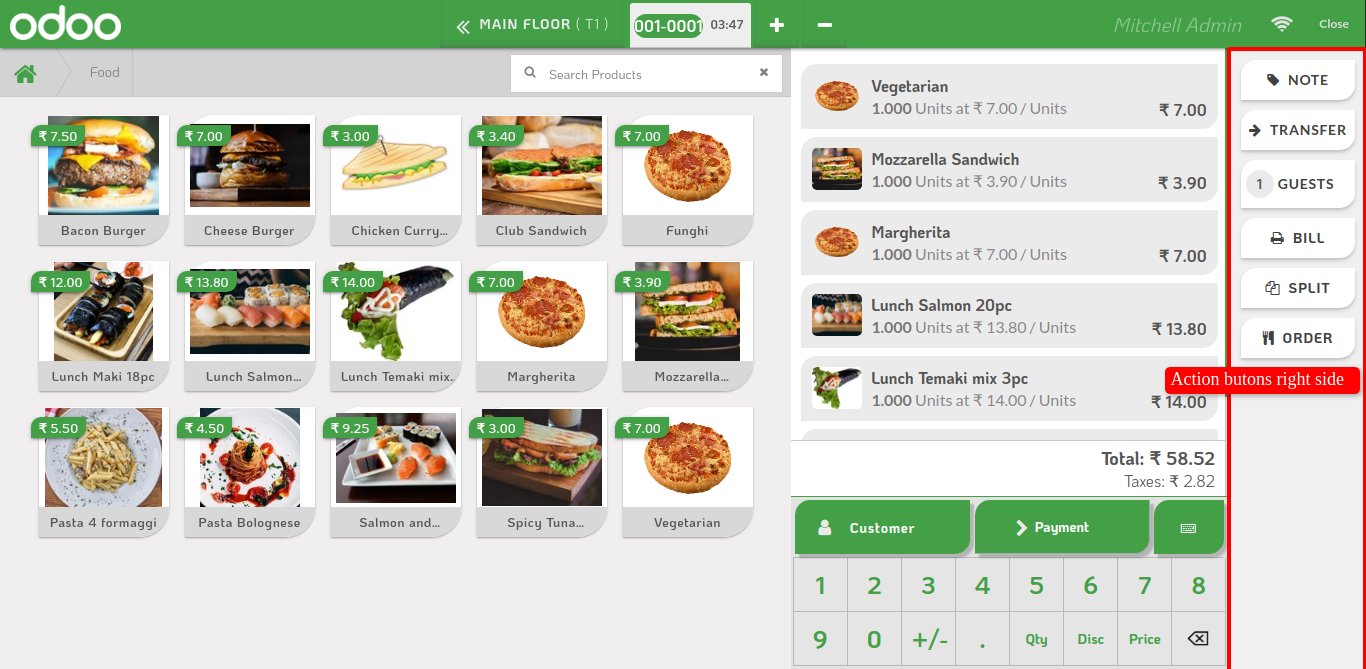 odoo
MAIN FLOOR ( T1 )
001-0001 03:47
+
−
Mitchell Admin
Close
Food
Search Products
₹ 7.50
Bacon Burger
₹ 7.00
Cheese Burger
₹ 3.00
Chicken Curry...
₹ 3.40
Club Sandwich
₹ 7.00
Funghi
₹ 12.00
Lunch Maki 18pc
₹ 13.80
Lunch Salmon...
₹ 14.00
Lunch Temaki mix...
₹ 7.00
Margherita
₹ 3.90
Mozzarella...
₹ 5.50
Pasta 4 formaggi
₹ 4.50
Pasta Bolognese
₹ 9.25
Salmon and...
₹ 3.00
Spicy Tuna...
₹ 7.00
Vegetarian
Vegetarian
1.000 Units at ₹ 7.00 / Units ₹ 7.00
Mozzarella Sandwich
1.000 Units at ₹ 3.90 / Units ₹ 3.90
Margherita
1.000 Units at ₹ 7.00 / Units ₹ 7.00
Lunch Salmon 20pc
1.000 Units at ₹ 13.80 / Units ₹ 13.80
Lunch Temaki mix 3pc
1.000 Units at ₹ 14.00 / Units ₹ 14.00
Total: ₹ 58.52
Taxes: ₹ 2.82
Customer
Payment
1 2 3 4 5 6 7 8
9 0 +/- . Qty Disc Price
NOTE
TRANSFER
1 GUESTS
BILL
SPLIT
ORDER
Action butons right side